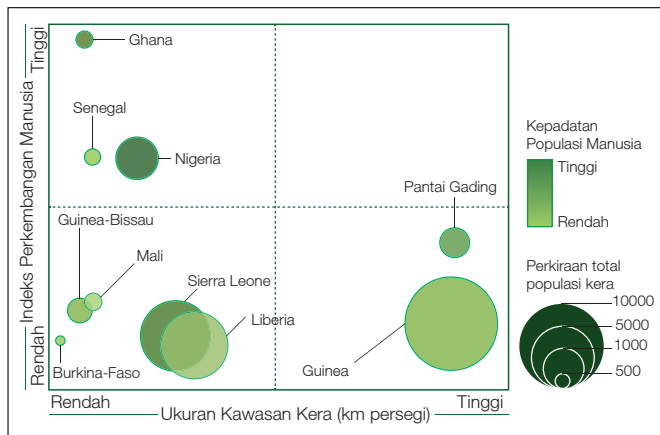 Tinggi
Indeks Perkembangan Manusia
Rendah
Ghana
Senegal
Nigeria
Pantai Gading
Guinea-Bissau
Mali
Sierra Leone
Liberia
Burkina-Faso
Guinea
Rendah
Ukuran Kawasan Kera (km persegi)
Tinggi
Kepadatan
Populasi Manusia
Tinggi
Rendah
Perkiraan total
populasi kera
10000
5000
1000
500